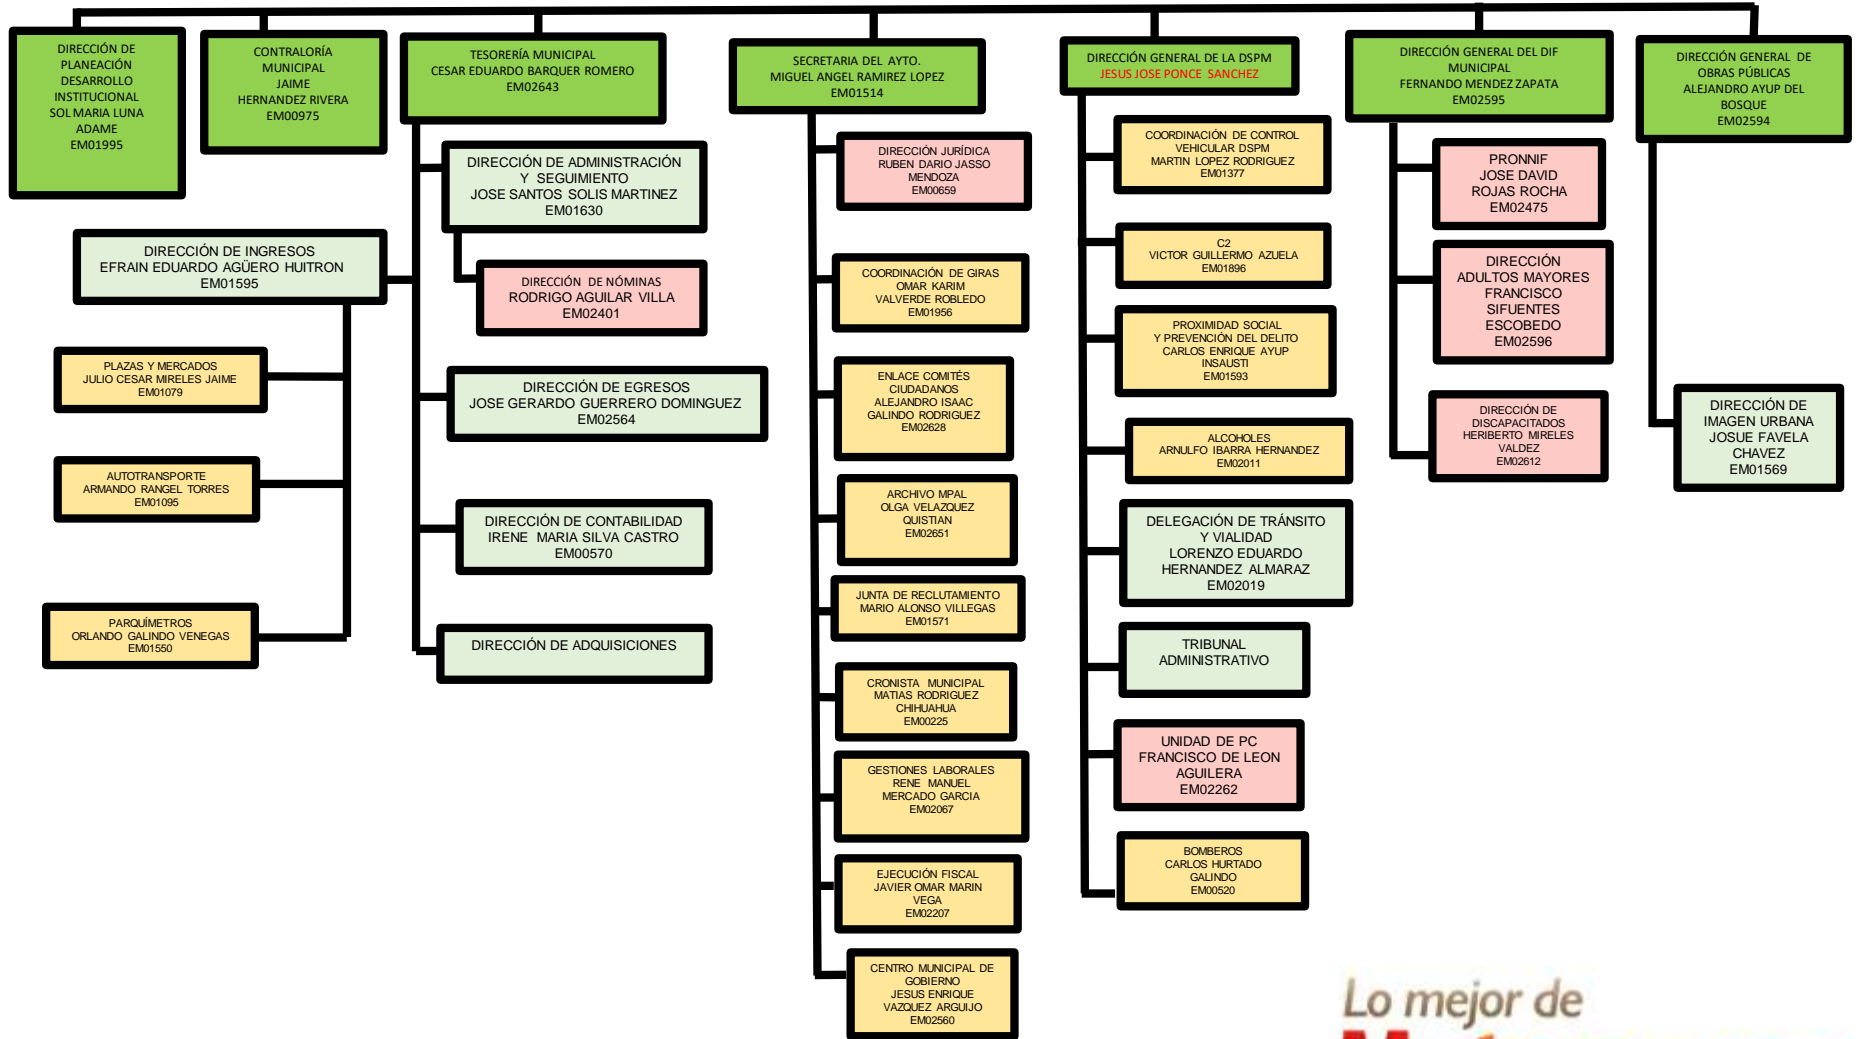 DIRECCIÓN DE
PLANEACIÓN
DESARROLLO
INSTITUCIONAL
SOL MARIA LUNA
ADAME
EM01995
CONTRALORÍA
MUNICIPAL
JAIME
HERNANDEZ RIVERA
EM00975
TESORERÍA MUNICIPAL
CESAR EDUARDO BARQUER ROMERO
EM02643
SECRETARIA DEL AYTO.
MIGUEL ANGEL RAMIREZ LOPEZ
EM01514
DIRECCIÓN GENERAL DE LA DSPM
JESUS JOSE PONCE SANCHEZ
DIRECCIÓN GENERAL DEL DIF
MUNICIPAL
FERNANDO MENDEZ ZAPATA
EM02595
DIRECCIÓN GENERAL DE
OBRAS PÚBLICAS
ALEJANDRO AYUP DEL
BOSQUE
EM02594
DIRECCIÓN DE ADMINISTRACIÓN
Y SEGUIMIENTO
JOSE SANTOS SOLIS MARTINEZ
EM01630
DIRECCIÓN DE INGRESOS
EFRAIN EDUARDO AGÜERO HUITRON
EM01595
DIRECCIÓN DE NÓMINAS
RODRIGO AGUILAR VILLA
EM02401
PLAZAS Y MERCADOS
JULIO CESAR MIRELES JAIME
EM01079
DIRECCIÓN DE EGRESOS
JOSE GERARDO GUERRERO DOMINGUEZ
EM02564
AUTOTRANSPORTE
ARMANDO RANGEL TORRES
EM01095
DIRECCIÓN DE CONTABILIDAD
IRENE MARIA SILVA CASTRO
EM00570
PARQUÍMETROS
ORLANDO GALINDO VENEGAS
EM01550
DIRECCIÓN DE ADQUISICIONES
DIRECCIÓN JURÍDICA
RUBEN DARIO JASSO
MENDOZA
EM00659
COORDINACIÓN DE GIRAS
OMAR KARIM
VALVERDE ROBLEDO
EM01956
ENLACE COMITÉS
CIUDADANOS
ALEJANDRO ISAAC
GALINDO RODRIGUEZ
EM02628
ARCHIVO MPAL
OLGA VELAZQUEZ
QUISTIAN
EM02651
JUNTA DE RECLUTAMIENTO
MARIO ALONSO VILLEGAS
EM01571
CRONISTA MUNICIPAL
MATIAS RODRIGUEZ
CHIHUAHUA
EM00225
GESTIONES LABORALES
RENE MANUEL
MERCADO GARCIA
EM02067
EJECUCIÓN FISCAL
JAVIER OMAR MARIN
VEGA
EM02207
CENTRO MUNICIPAL DE
GOBIERNO
JESUS ENRIQUE
VAZQUEZ ARGUIJO
EM02560
COORDINACIÓN DE CONTROL
VEHICULAR DSPM
MARTIN LOPEZ RODRIGUEZ
EM01377
C2
VICTOR GUILLERMO AZUELA
EM01896
PROXIMIDAD SOCIAL
Y PREVENCIÓN DEL DELITO
CARLOS ENRIQUE AYUP
INSAUSTI
EM01593
ALCOHOLES
ARNULFO IBARRA HERNANDEZ
EM02011
DELEGACIÓN DE TRÁNSITO
Y VIALIDAD
LORENZO EDUARDO
HERNANDEZ ALMARAZ
EM02019
TRIBUNAL
ADMINISTRATIVO
UNIDAD DE PC
FRANCISCO DE LEON
AGUILERA
EM02262
BOMBEROS
CARLOS HURTADO
GALINDO
EM00520
PRONNIF
JOSE DAVID
ROJAS ROCHA
EM02475
DIRECCIÓN
ADULTOS MAYORES
FRANCISCO
SIFUENTES
ESCOBEDO
EM02596
DIRECCIÓN DE
DISCAPACITADOS
HERIBERTO MIRELES
VALDEZ
EM02612
DIRECCIÓN DE
IMAGEN URBANA
JOSUE FAVELA
CHAVEZ
EM01569
Lo mejor de